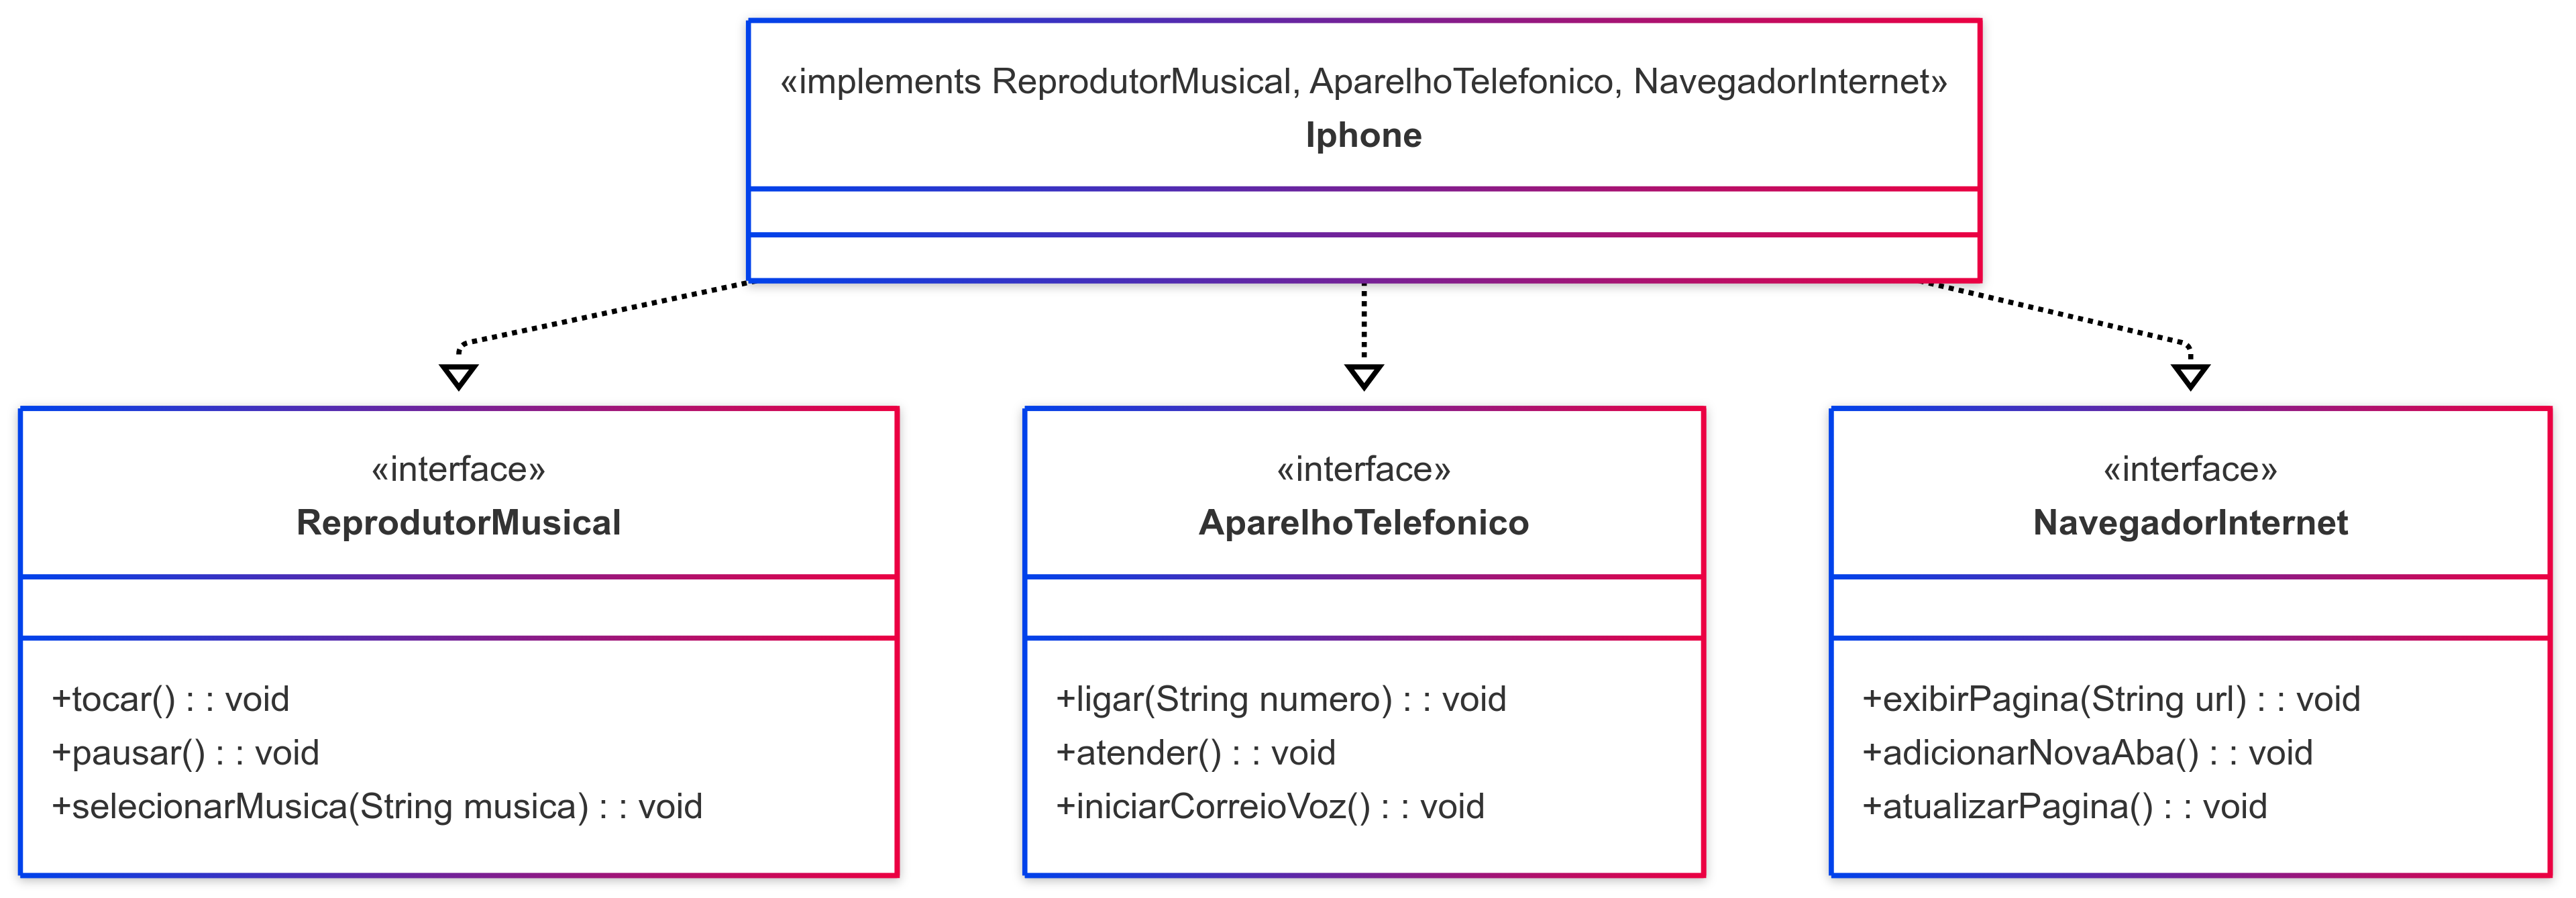 «implements ReprodutorMusical, AparelhoTelefonico, NavegadorInternet»
Iphone
«interface»
ReprodutorMusical
+tocar() : : void
+pausar() : : void
+selecionarMusica(String musica) : : void
«interface»
AparelhoTelefonico
+ligar(String numero) : : void
+atender() : : void
+iniciarCorreioVoz() : : void
«interface»
NavegadorInternet
+exibirPagina(String url) : : void
+adicionarNovaAba() : : void
+atualizarPagina() : : void